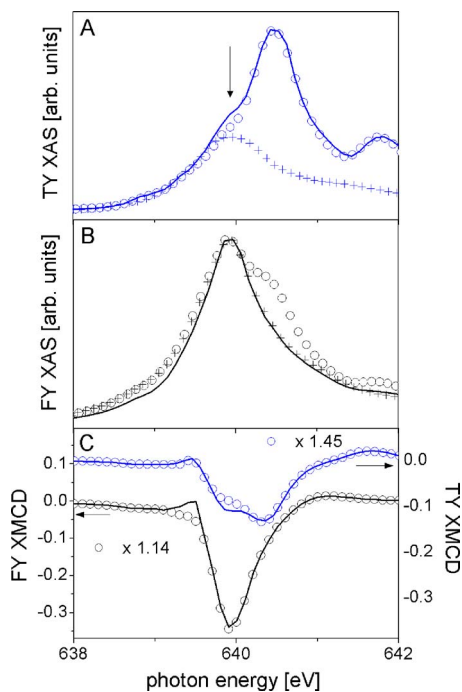 A
TY XAS [arb. units]
B
FY XAS [arb. units]
C
x 1.45
x 1.14
0.1
0.0
-0.1
-0.2
-0.3
FY XMCD
0.0
-0.1
-0.2
-0.3
TY XMCD
638
640
642
photon energy [eV]